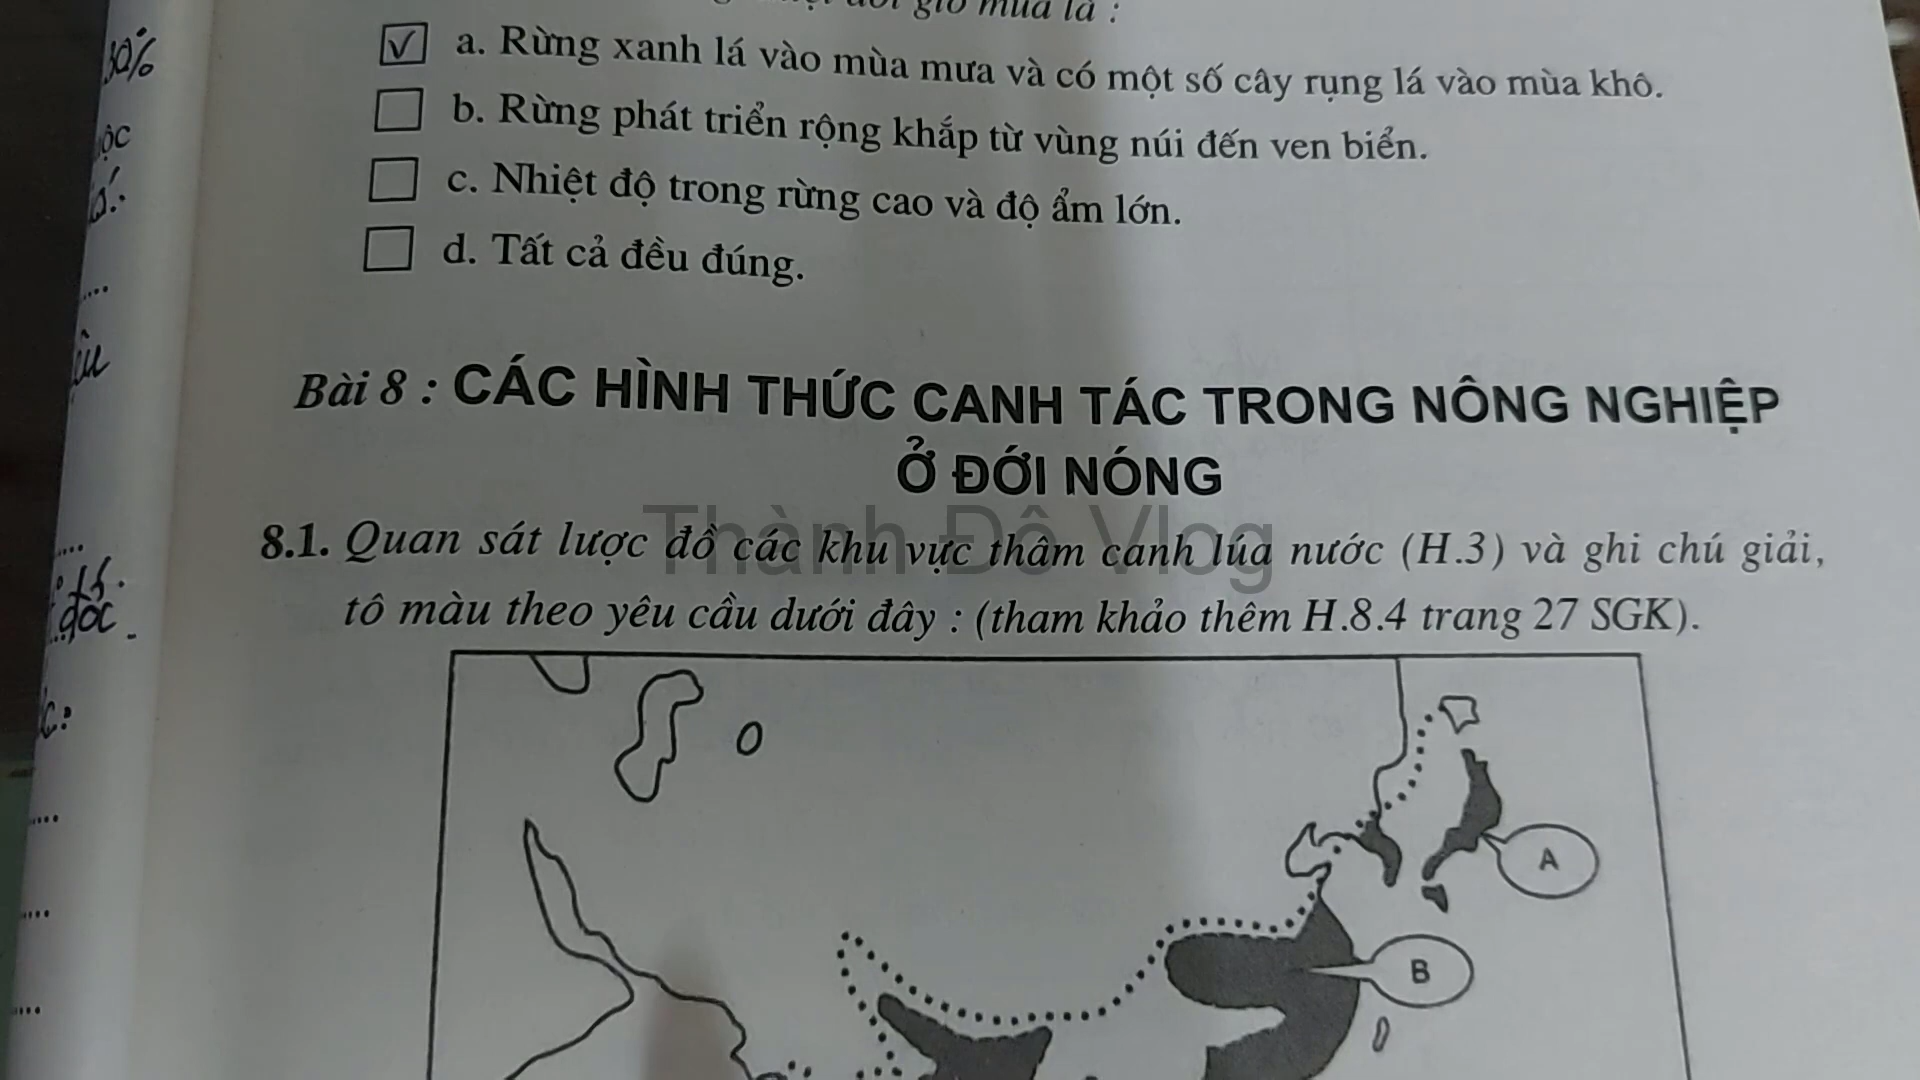 gió mùa là :
30%
a. Rừng xanh lá vào mùa mưa và có một số cây rụng lá vào mùa khô.
b. Rừng phát triển rộng khắp từ vùng núi đến ven biển.
c. Nhiệt độ trong rừng cao và độ ẩm lớn.
d. Tất cả đều đúng.
Bài 8 : CÁC HÌNH THỨC CANH TÁC TRONG NÔNG NGHIỆP
Ở ĐỚI NÓNG
Thành Đô Vlog
8.1. Quan sát lược đồ các khu vực thâm canh lúa nước (H.3) và ghi chú giải,
tô màu theo yêu cầu dưới đây : (tham khảo thêm H.8.4 trang 27 SGK).
A
B